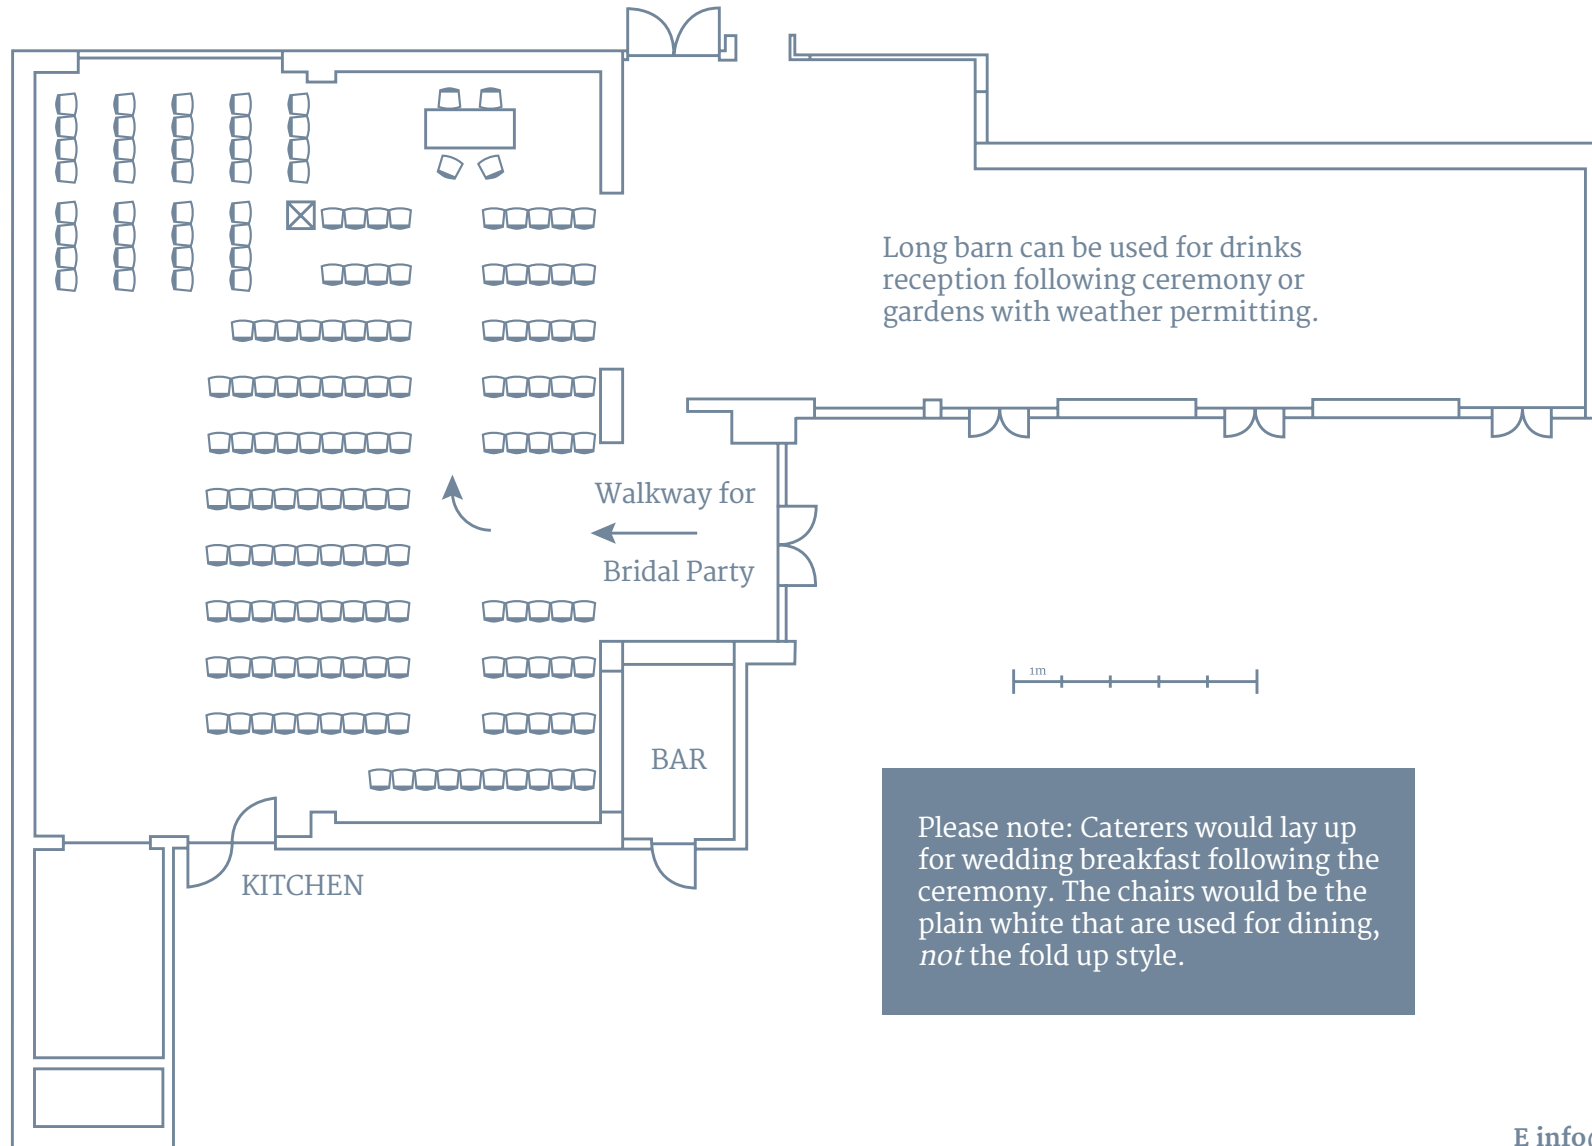 Long barn can be used for drinks
reception following ceremony or
gardens with weather permitting.
Walkway for
Bridal Party
1m
BAR
KITCHEN
Please note: Caterers would lay up
for wedding breakfast following the
ceremony. The chairs would be the
plain white that are used for dining,
not the fold up style.
E info